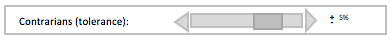 Contrarians (tolerance): ± 5%